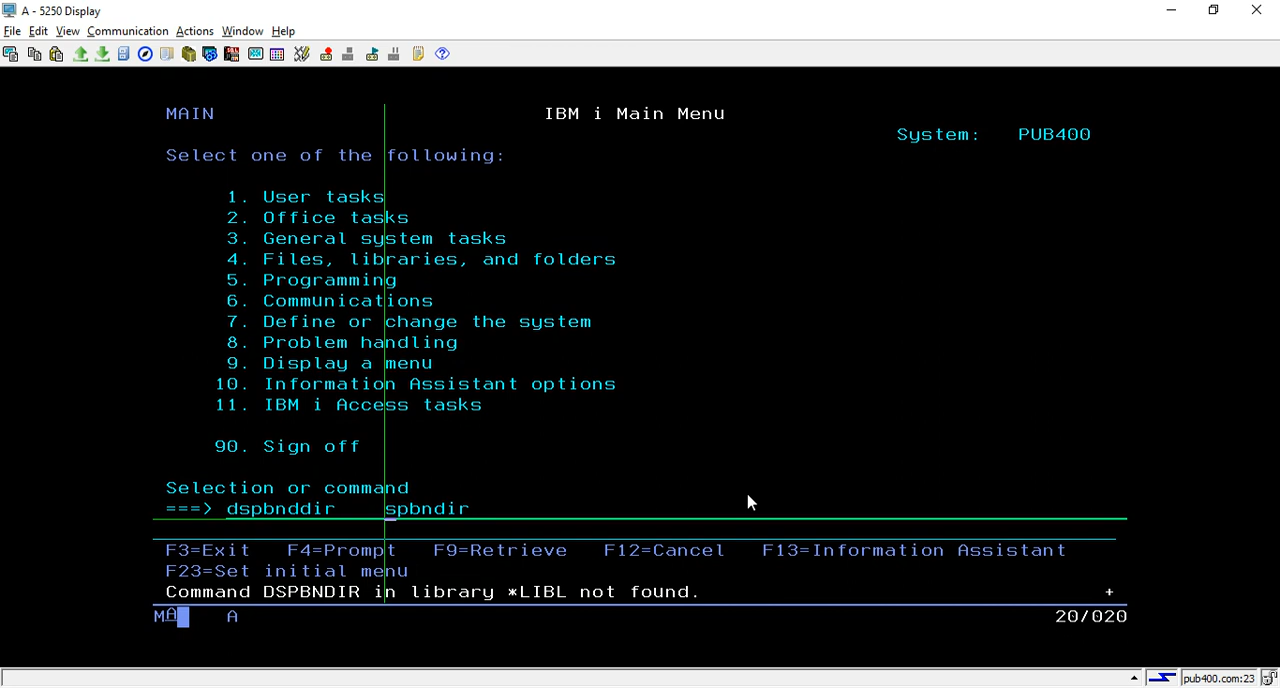 A - 5250 Display
File Edit View Communication Actions Window Help
MAIN IBM i Main Menu
System: PUB400
Select one of the following:
1. User tasks
2. Office tasks
3. General system tasks
4. Files, libraries, and folders
5. Programming
6. Communications
7. Define or change the system
8. Problem handling
9. Display a menu
10. Information Assistant options
11. IBM i Access tasks
90. Sign off
Selection or command
===> dspbnddir spbndir
F3=Exit F4=Prompt F9=Retrieve F12=Cancel F13=Information Assistant
F23=Set initial menu
Command DSPBNDIR in library *LIBL not found. +
MA A 20/020
pub400.com:23